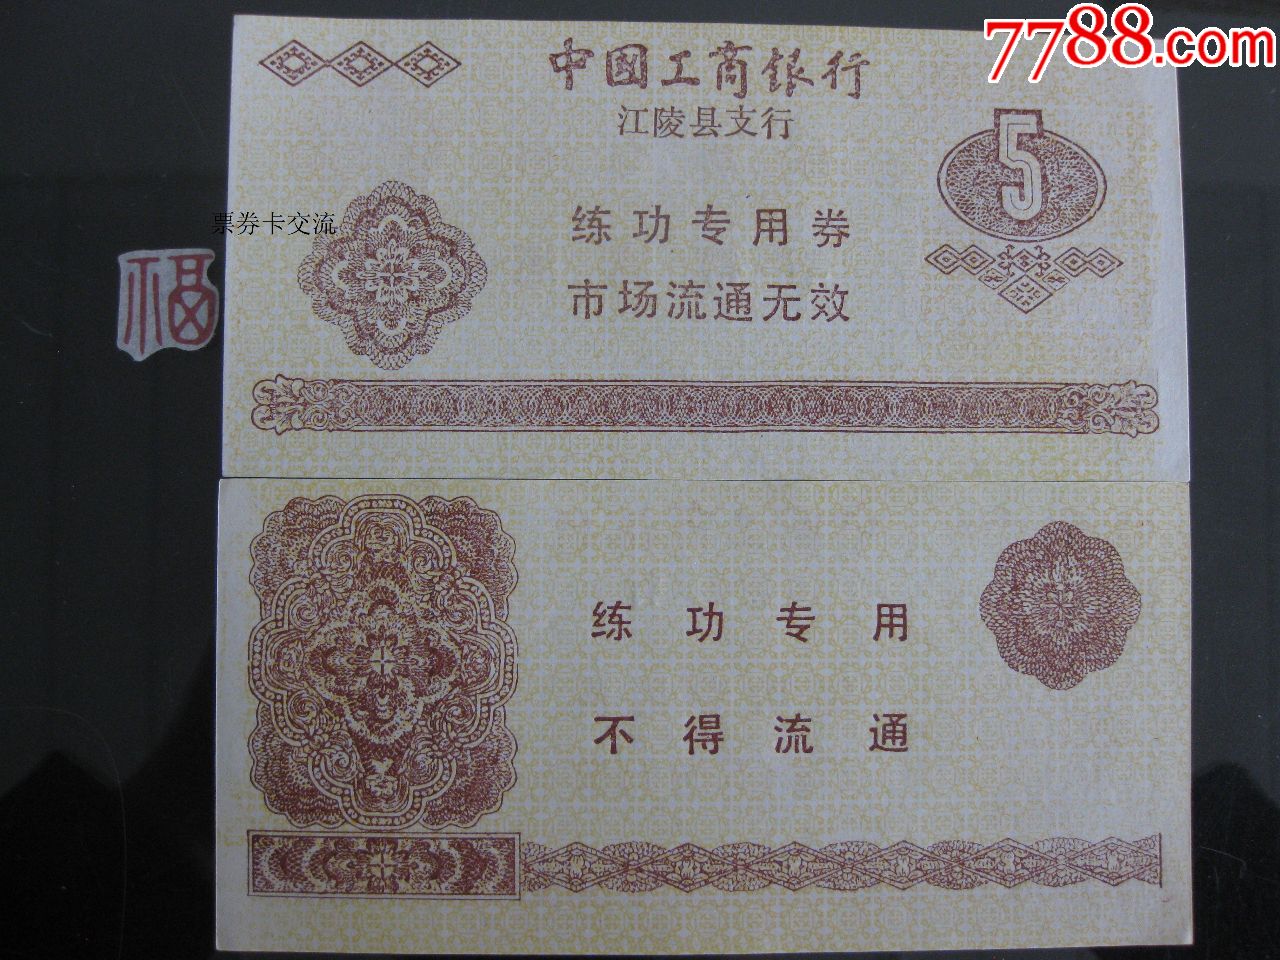 7788.com
中國工商银行
江陵县支行
5
票券卡交流
练功专用券
福
市场流通无效
练功专用
不得流通